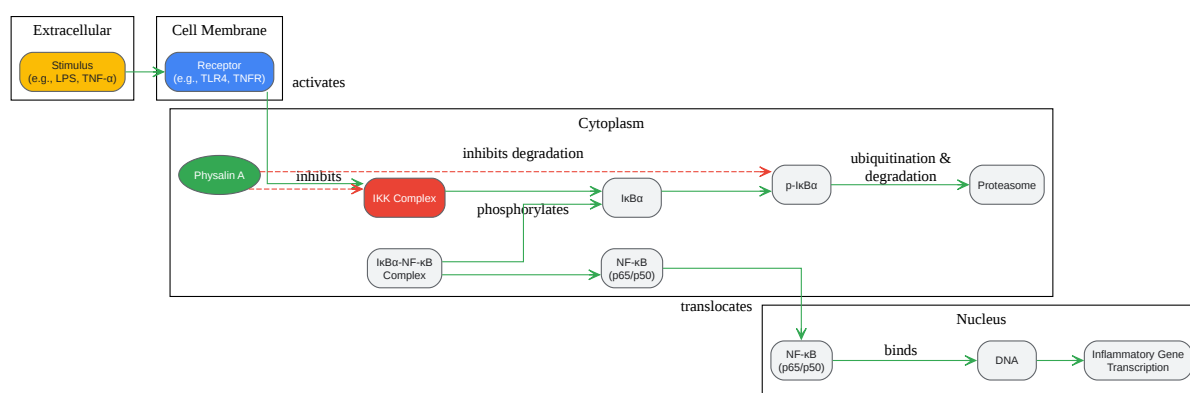 Extracellular
Stimulus
(e.g., LPS, TNF-α)
Cell Membrane
Receptor
(e.g., TLR4, TNFR)
activates
Cytoplasm
Physalin A
inhibits
inhibits degradation
IKK Complex
phosphorylates
IκBα
p-IκBα
ubiquitination &
degradation
Proteasome
IκBα-NF-κB
Complex
NF-κB
(p65/p50)
translocates
Nucleus
NF-κB
(p65/p50)
binds
DNA
Inflammatory Gene
Transcription